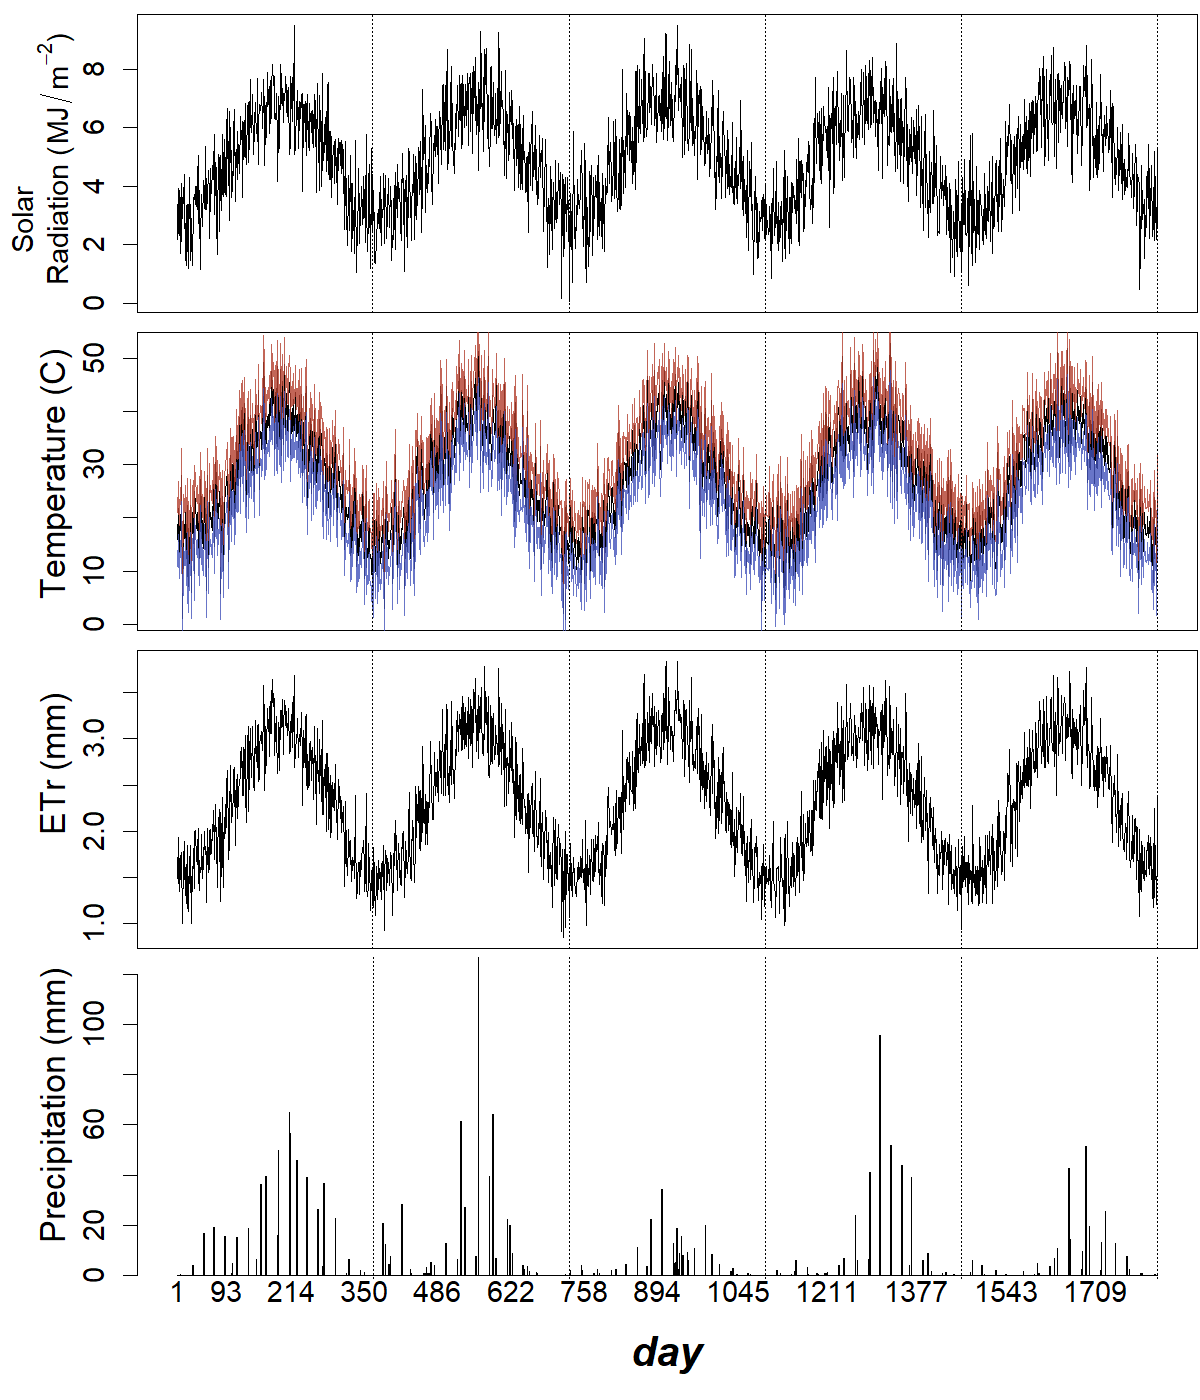 Solar
Radiation (MJ / m⁻²)
8
6
4
2
0
Temperature (C)
50
30
10
0
ETr (mm)
3.0
2.0
1.0
Precipitation (mm)
100
60
20
0
1 93 214 350 486 622 758 894 1045 1211 1377 1543 1709
day